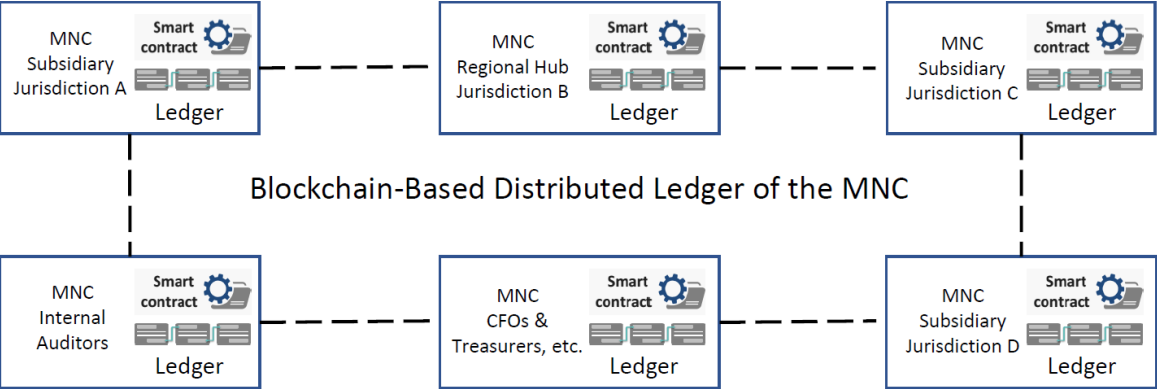 MNC
Subsidiary
Jurisdiction A
Smart
contract
Ledger
MNC
Regional Hub
Jurisdiction B
Smart
contract
Ledger
MNC
Subsidiary
Jurisdiction C
Smart
contract
Ledger
Blockchain-Based Distributed Ledger of the MNC
MNC
Internal
Auditors
Smart
contract
Ledger
MNC
CFOs &
Treasurers, etc.
Smart
contract
Ledger
MNC
Subsidiary
Jurisdiction D
Smart
contract
Ledger